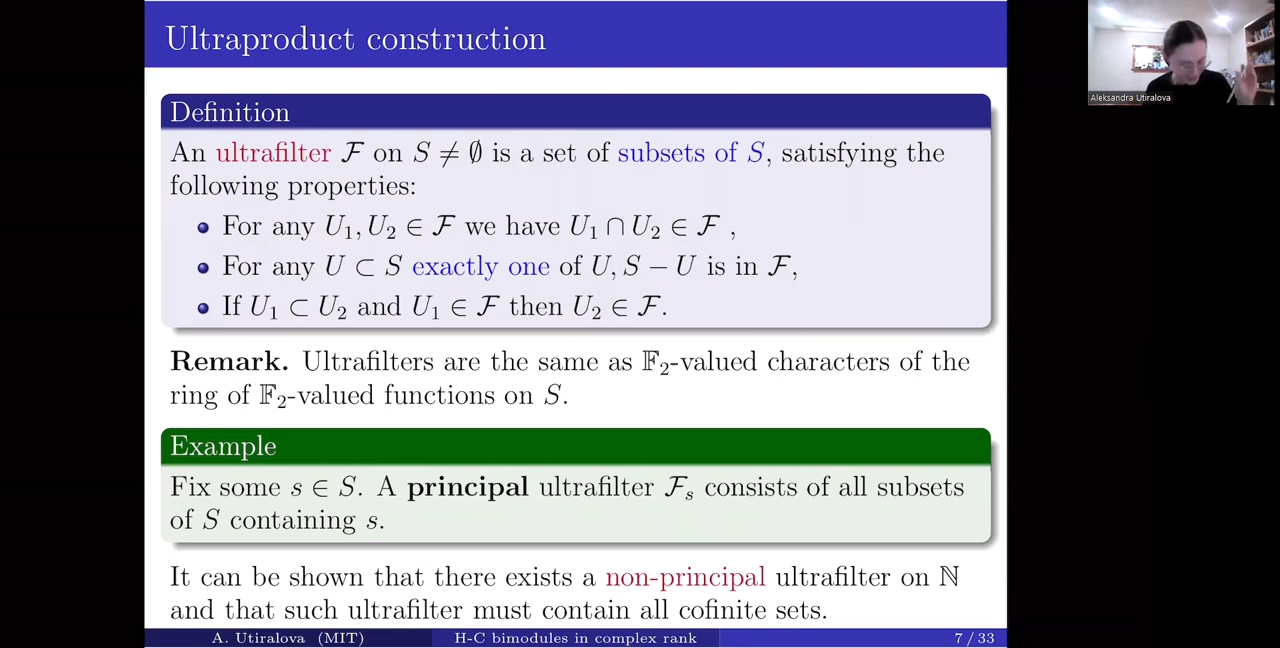 Ultraproduct construction
Aleksandra Utiralova
Definition
An ultrafilter ℱ on S ≠ ∅ is a set of subsets of S, satisfying the
following properties:
• For any U₁, U₂ ∈ ℱ we have U₁ ∩ U₂ ∈ ℱ ,
• For any U ⊂ S exactly one of U, S − U is in ℱ,
• If U₁ ⊂ U₂ and U₁ ∈ ℱ then U₂ ∈ ℱ.
Remark. Ultrafilters are the same as 𝔽₂-valued characters of the
ring of 𝔽₂-valued functions on S.
Example
Fix some s ∈ S. A principal ultrafilter ℱₛ consists of all subsets
of S containing s.
It can be shown that there exists a non-principal ultrafilter on ℕ
and that such ultrafilter must contain all cofinite sets.
A. Utiralova (MIT) H-C bimodules in complex rank 7 / 33